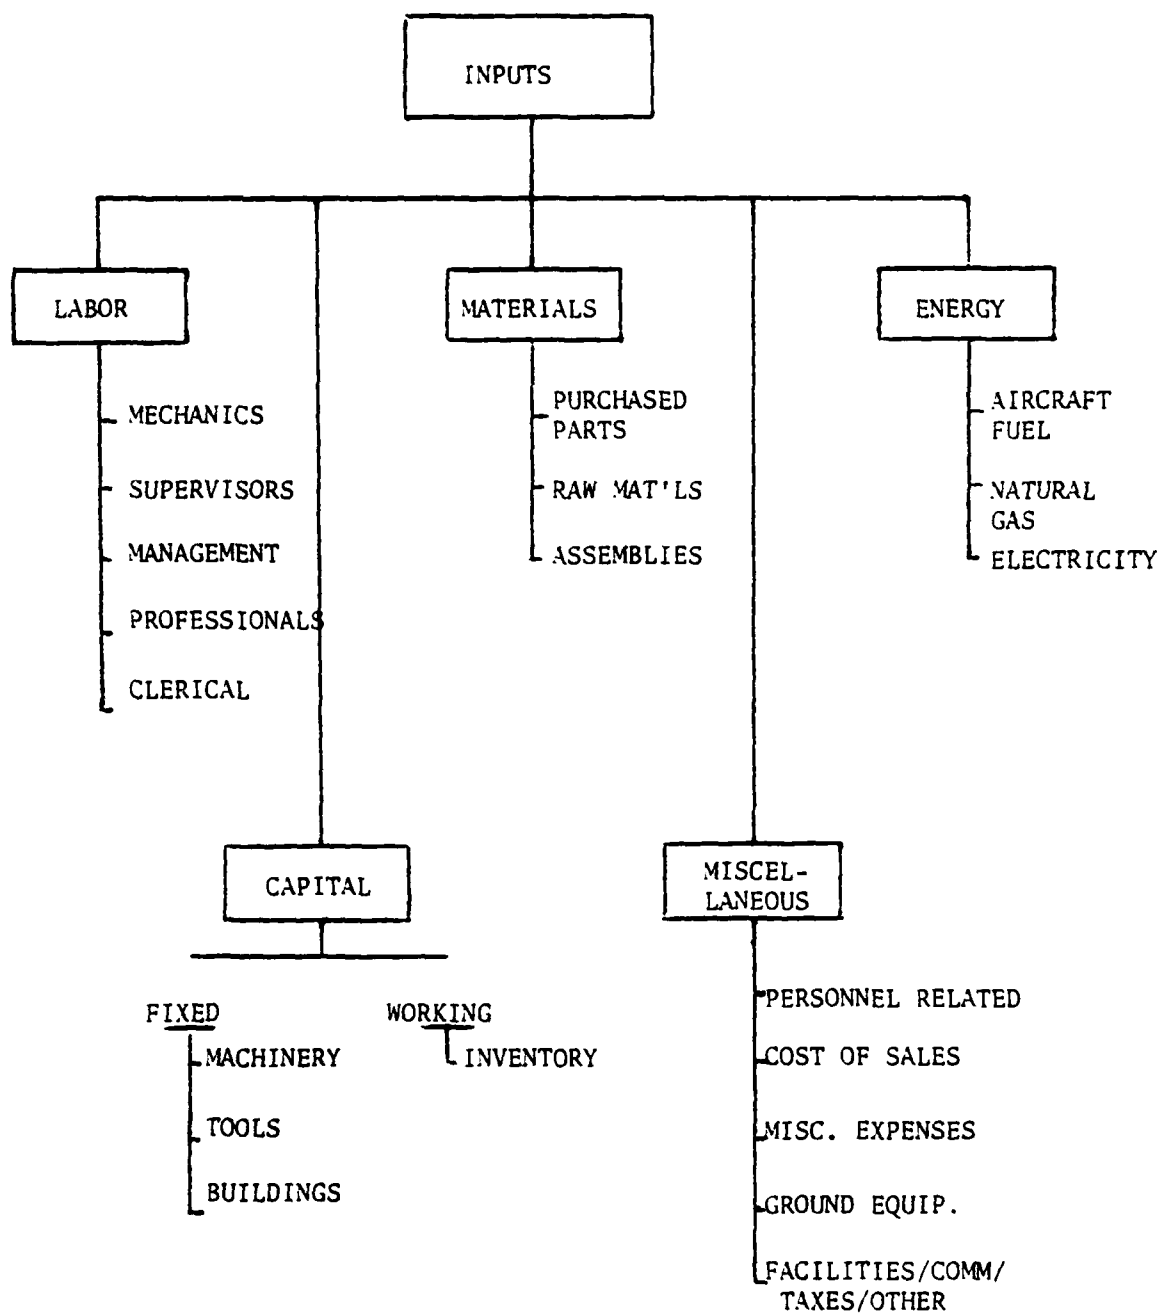 INPUTS
LABOR
MATERIALS
ENERGY
MECHANICS
SUPERVISORS
MANAGEMENT
PROFESSIONALS
CLERICAL
PURCHASED
PARTS
RAW MAT'LS
ASSEMBLIES
AIRCRAFT
FUEL
NATURAL
GAS
ELECTRICITY
CAPITAL
MISCEL-
LANEOUS
FIXED
MACHINERY
TOOLS
BUILDINGS
WORKING
INVENTORY
PERSONNEL RELATED
COST OF SALES
MISC. EXPENSES
GROUND EQUIP.
FACILITIES/COMM/
TAXES/OTHER